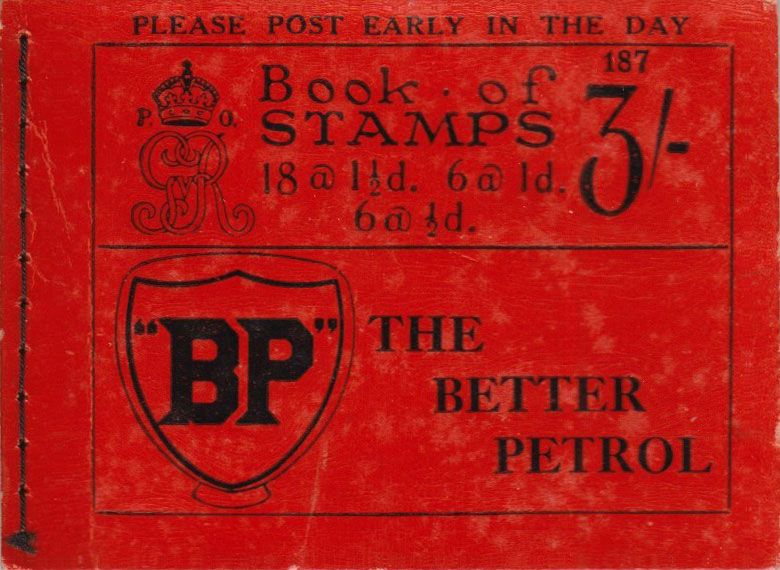 PLEASE POST EARLY IN THE DAY
187
P. O.
GR
Book · of
STAMPS
3/-
18 @ 1½d. 6 @ 1d.
6 @ ½d.
"BP"
THE
BETTER
PETROL